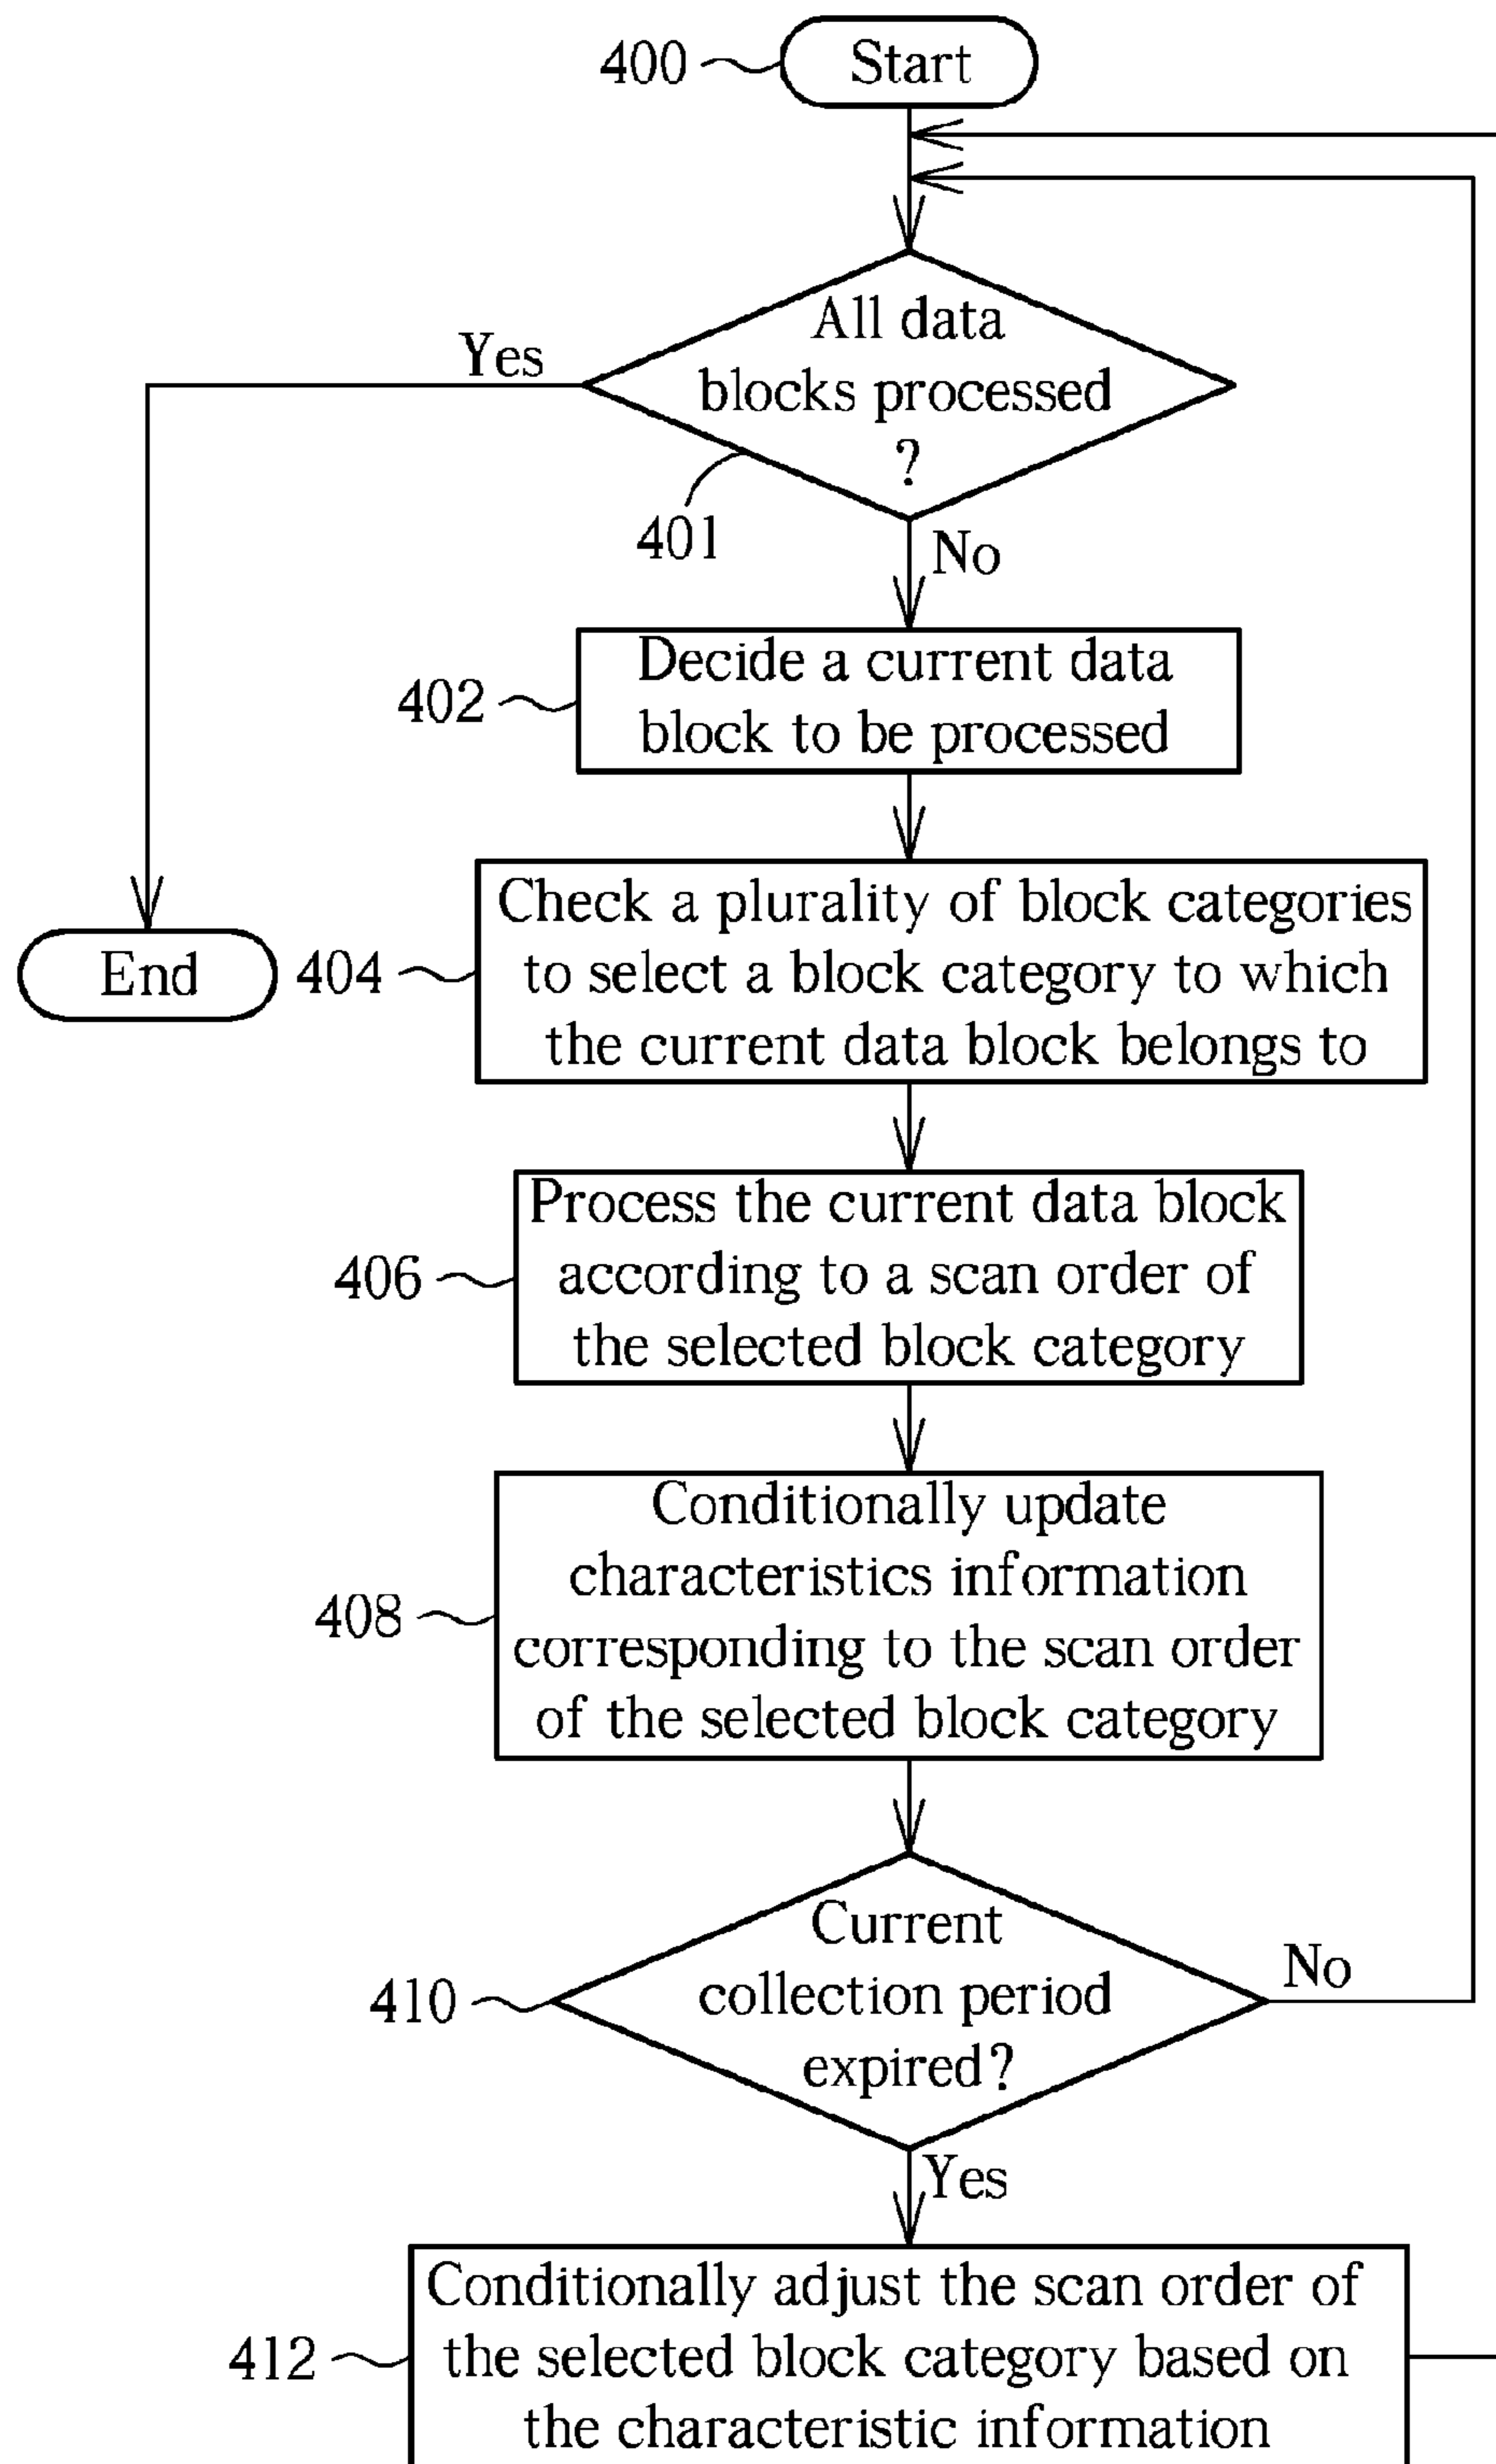 400
Start
All data
blocks processed
?
Yes
401
No
402
Decide a current data
block to be processed
End
404
Check a plurality of block categories
to select a block category to which
the current data block belongs to
406
Process the current data block
according to a scan order of
the selected block category
408
Conditionally update
characteristics information
corresponding to the scan order
of the selected block category
410
Current
collection period
expired?
No
Yes
412
Conditionally adjust the scan order of
the selected block category based on
the characteristic information